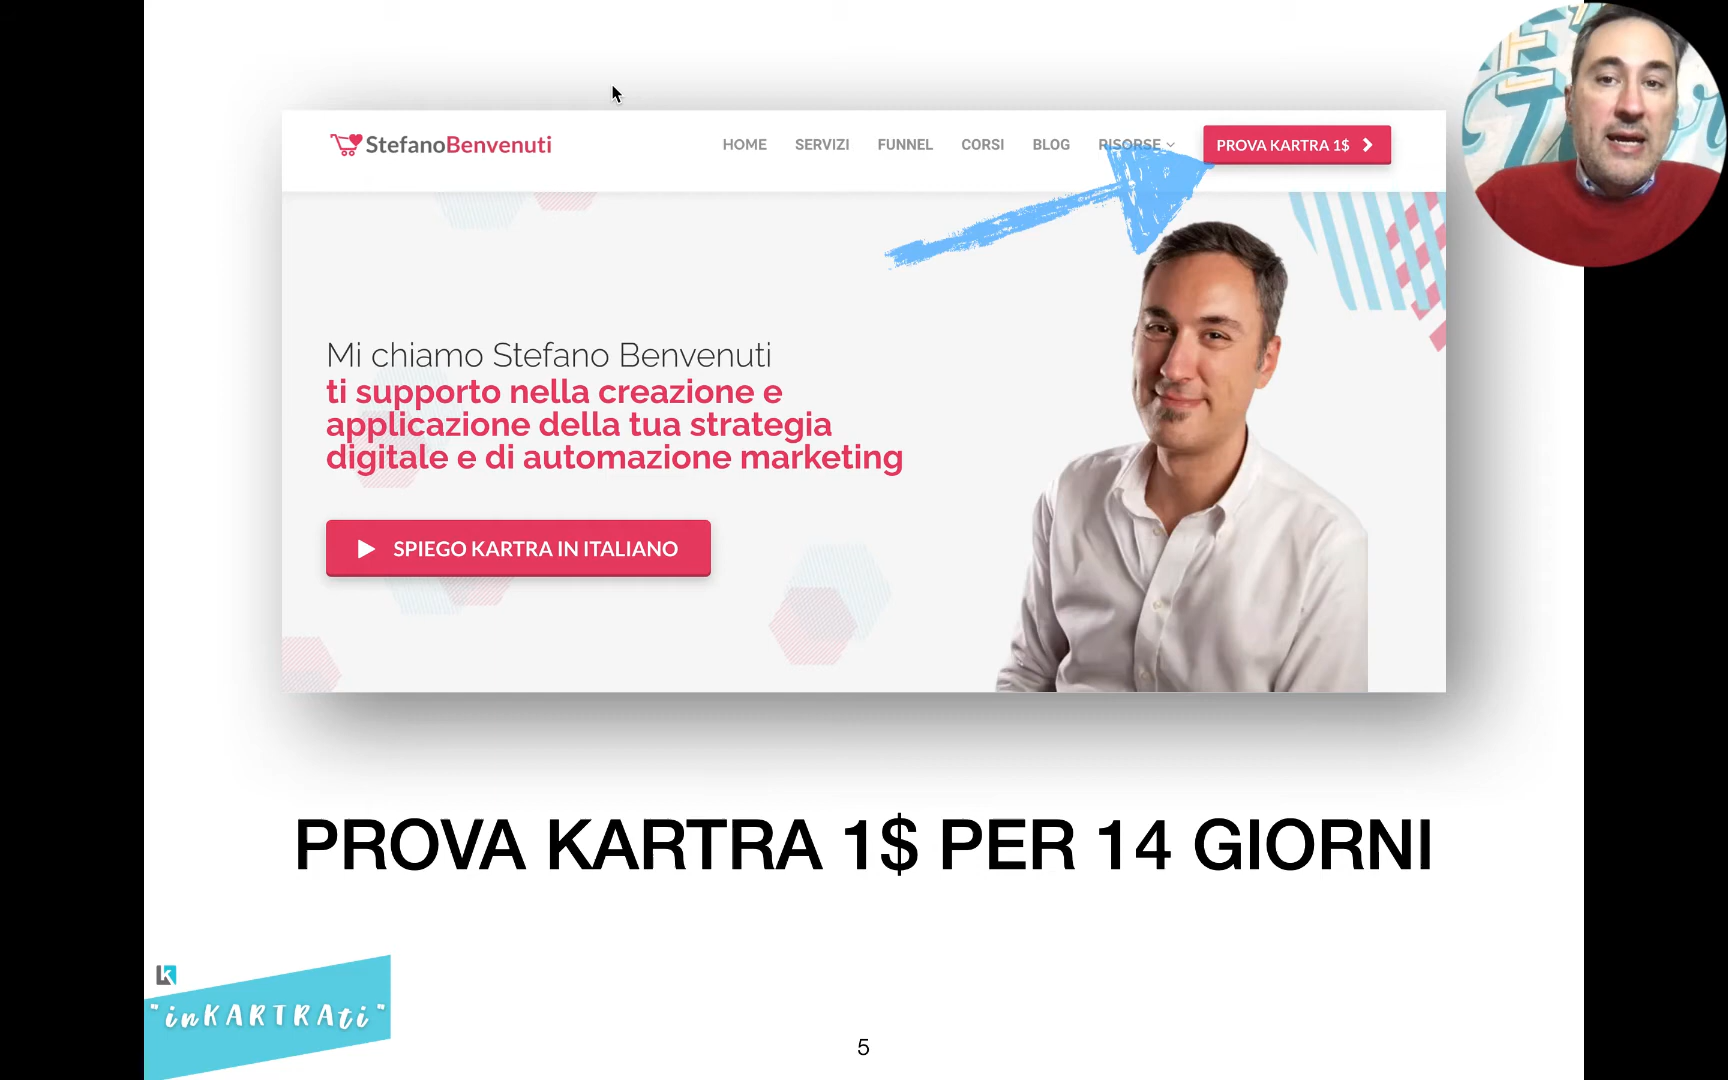 StefanoBenvenuti
HOME SERVIZI FUNNEL CORSI BLOG RISORSE PROVA KARTRA 1$
Mi chiamo Stefano Benvenuti
ti supporto nella creazione e
applicazione della tua strategia
digitale e di automazione marketing
SPIEGO KARTRA IN ITALIANO
PROVA KARTRA 1$ PER 14 GIORNI
K
"inKARTRAti"
5